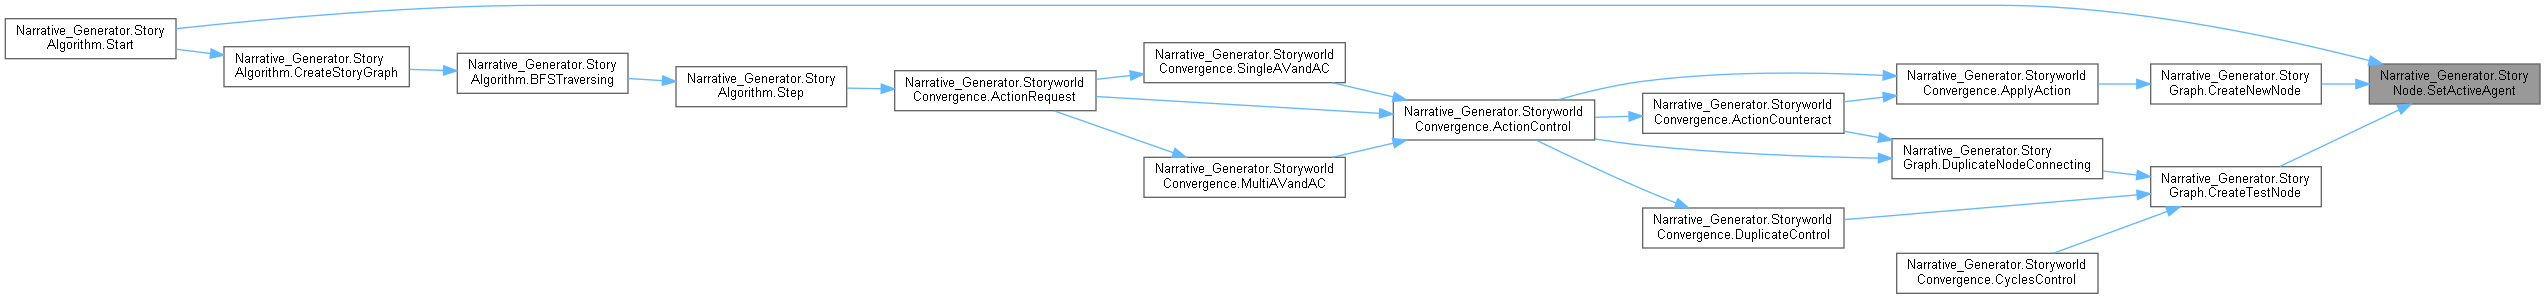 Narrative_Generator.Story
Algorithm.Start
Narrative_Generator.Story
Algorithm.CreateStoryGraph
Narrative_Generator.Story
Algorithm.BFSTraversing
Narrative_Generator.Story
Algorithm.Step
Narrative_Generator.Storyworld
Convergence.ActionRequest
Narrative_Generator.Storyworld
Convergence.SingleAVandAC
Narrative_Generator.Storyworld
Convergence.MultiAVandAC
Narrative_Generator.Storyworld
Convergence.ActionControl
Narrative_Generator.Storyworld
Convergence.ActionCounteract
Narrative_Generator.Storyworld
Convergence.DuplicateControl
Narrative_Generator.Storyworld
Convergence.ApplyAction
Narrative_Generator.Story
Graph.DuplicateNodeConnecting
Narrative_Generator.Storyworld
Convergence.CyclesControl
Narrative_Generator.Story
Graph.CreateNewNode
Narrative_Generator.Story
Graph.CreateTestNode
Narrative_Generator.Story
Node.SetActiveAgent